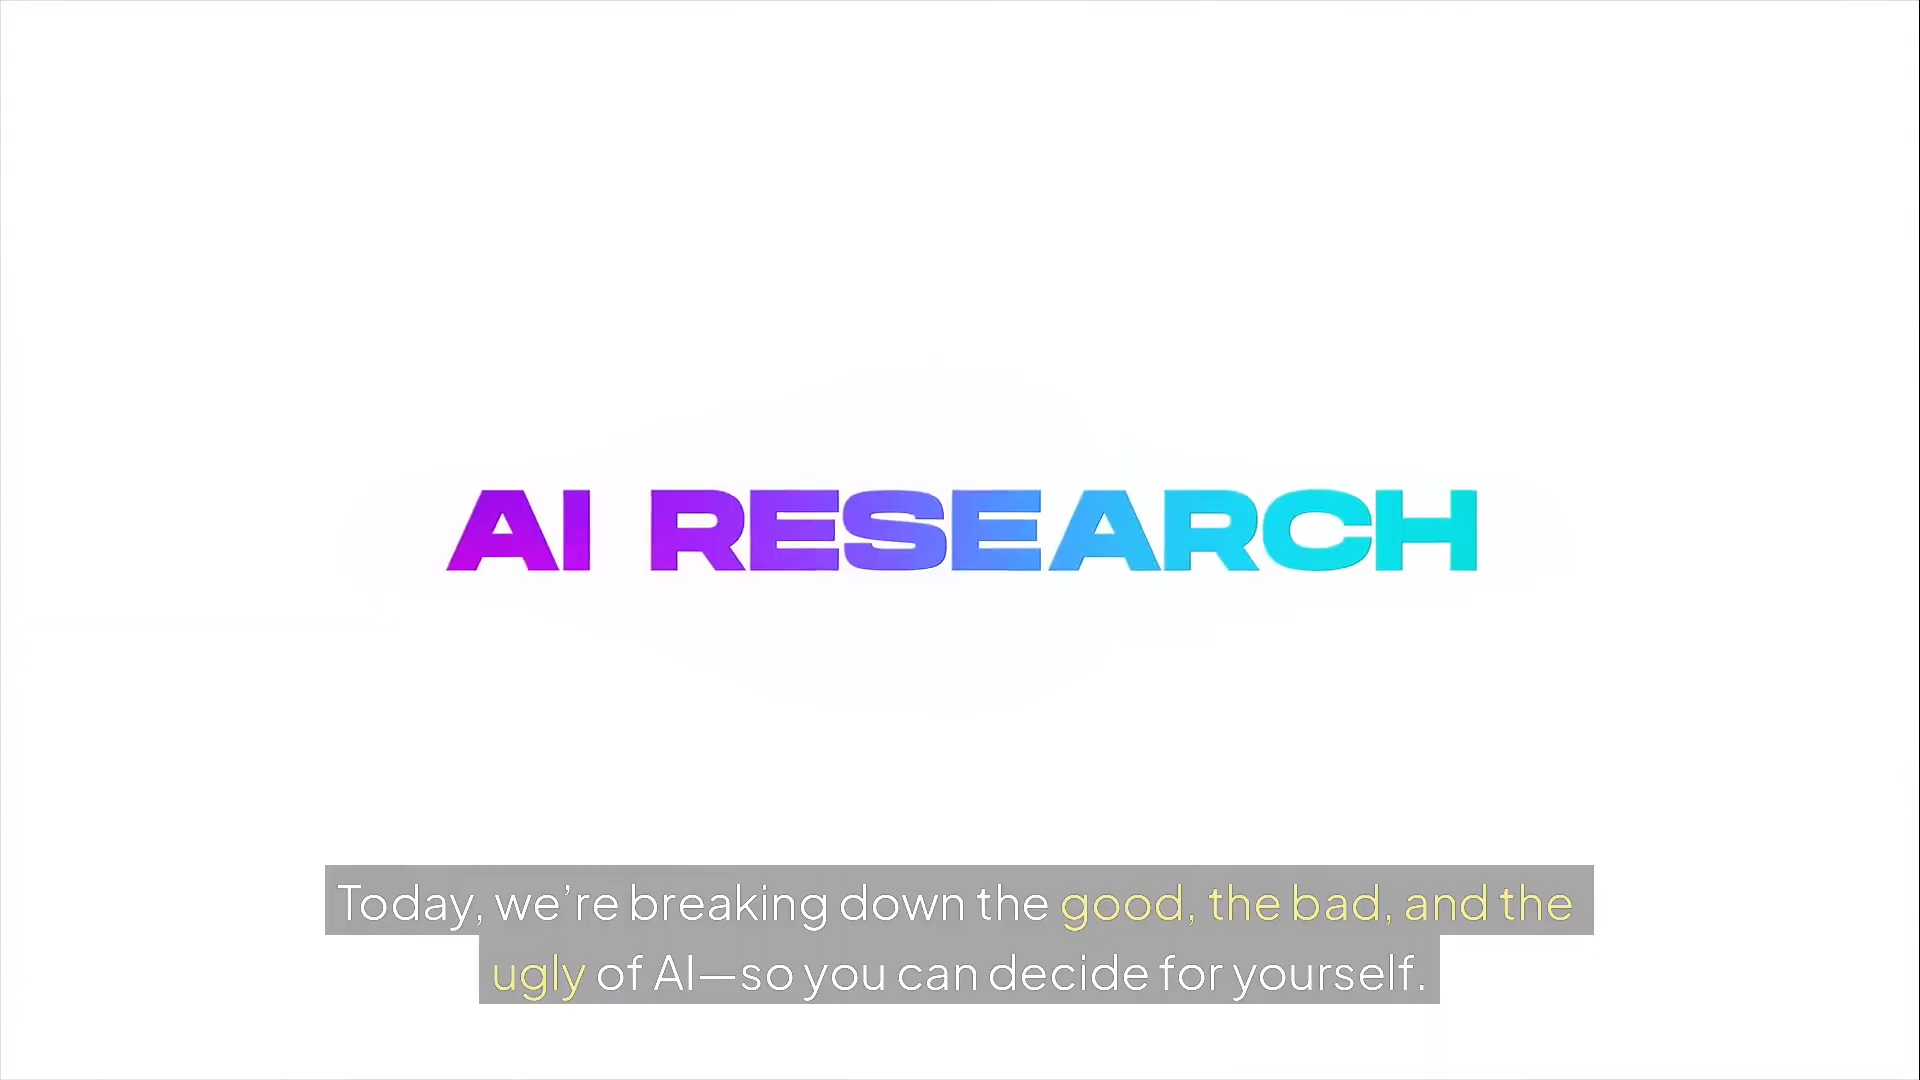 AI RESEARCH
Today, we’re breaking down the good, the bad, and the
ugly of AI—so you can decide for yourself.